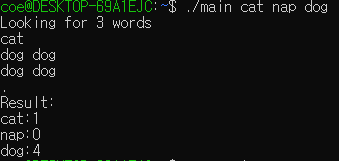 coe@DESKTOP-69A1EJC:~$ ./main cat nap dog
Looking for 3 words
cat
dog dog
dog dog
.
Result:
cat:1
nap:0
dog:4